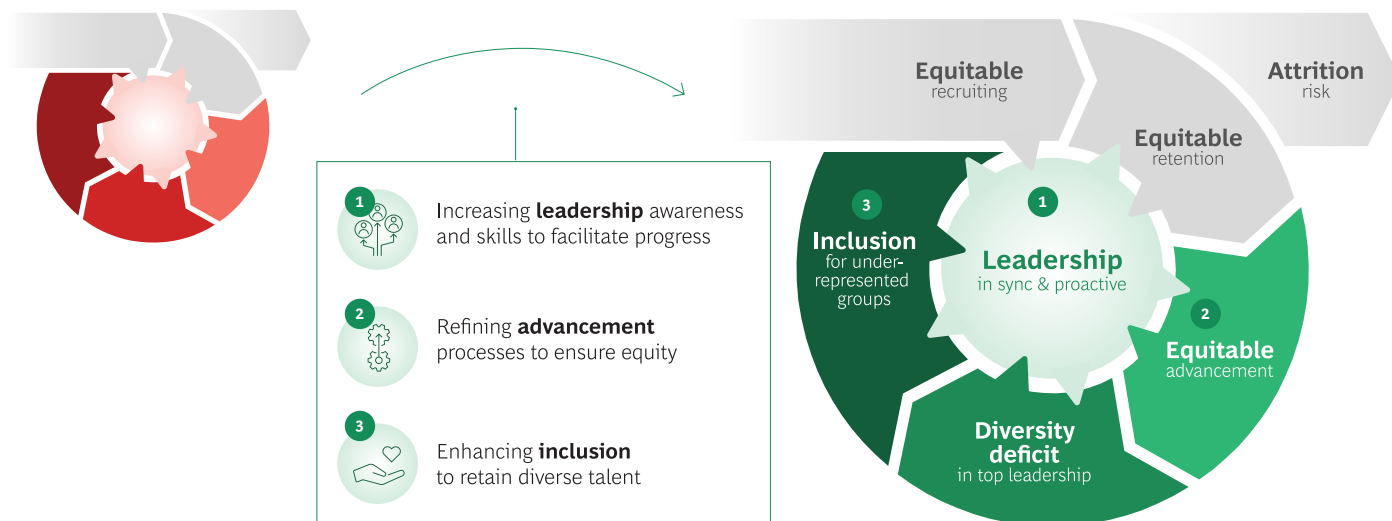 1
Increasing leadership awareness
and skills to facilitate progress
2
Refining advancement
processes to ensure equity
3
Enhancing inclusion
to retain diverse talent
Equitable
recruiting
Attrition
risk
Equitable
retention
1
Leadership
in sync & proactive
3
Inclusion
for under-
represented
groups
2
Equitable
advancement
Diversity
deficit
in top leadership